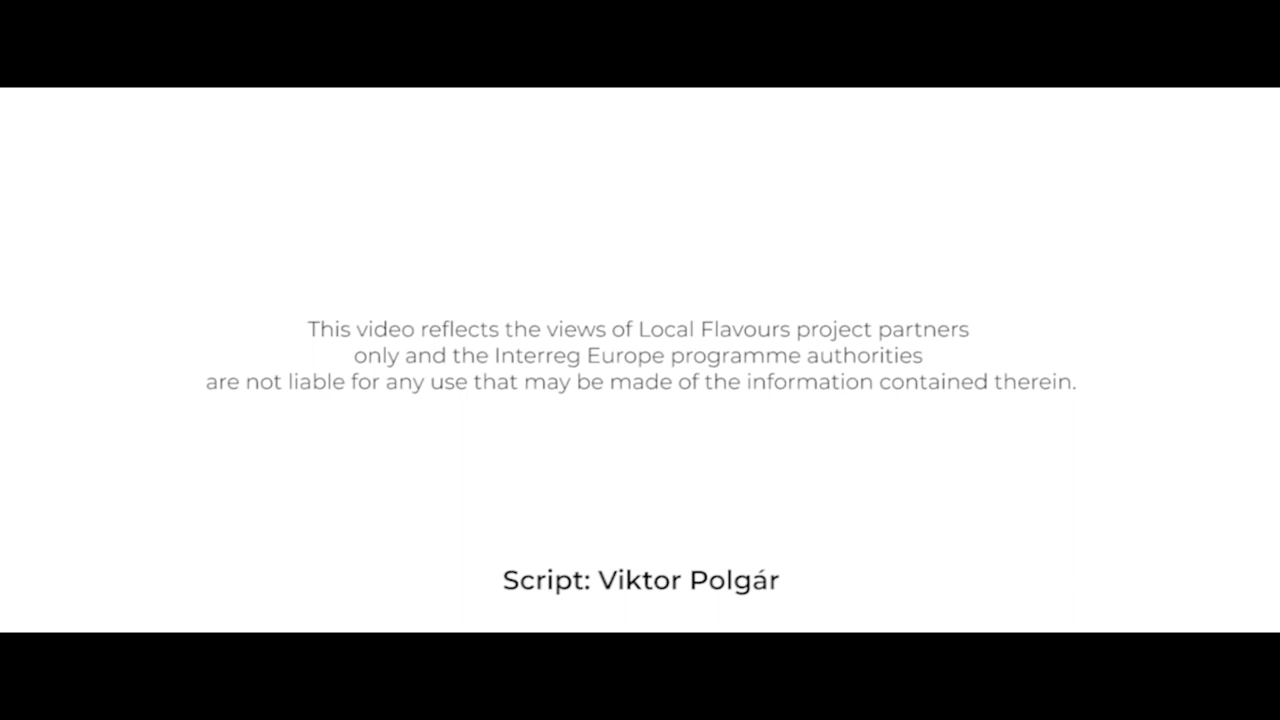 This video reflects the views of Local Flavours project partners
only and the Interreg Europe programme authorities
are not liable for any use that may be made of the information contained therein.
Script: Viktor Polgár